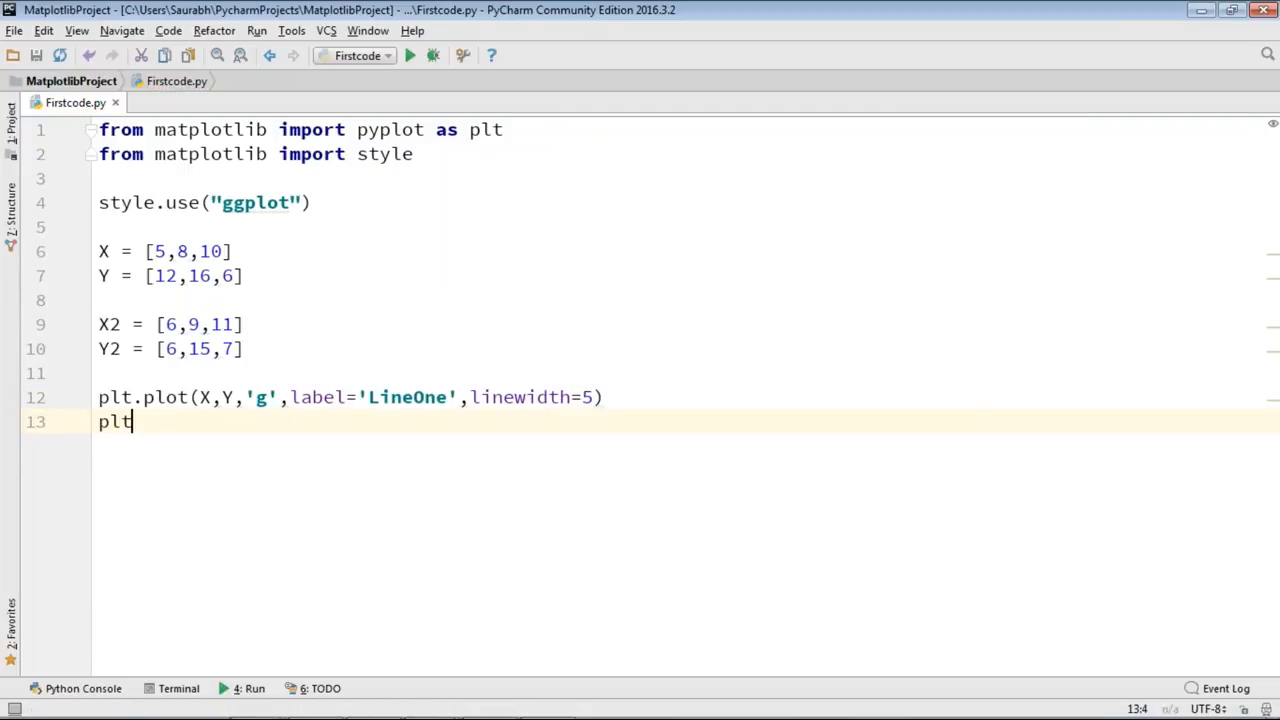 MatplotlibProject - [C:\Users\Saurabh\PycharmProjects\MatplotlibProject] - ...\Firstcode.py - PyCharm Community Edition 2016.3.2
File Edit View Navigate Code Refactor Run Tools VCS Window Help
Firstcode
MatplotlibProject Firstcode.py
Firstcode.py
1: Project
Z: Structure
2: Favorites
1 from matplotlib import pyplot as plt
2 from matplotlib import style
3
4 style.use("ggplot")
5
6 X = [5,8,10]
7 Y = [12,16,6]
8
9 X2 = [6,9,11]
10 Y2 = [6,15,7]
11
12 plt.plot(X,Y,'g',label='LineOne',linewidth=5)
13 plt
Python Console Terminal 4: Run 6: TODO Event Log
13:4 n/a UTF-8